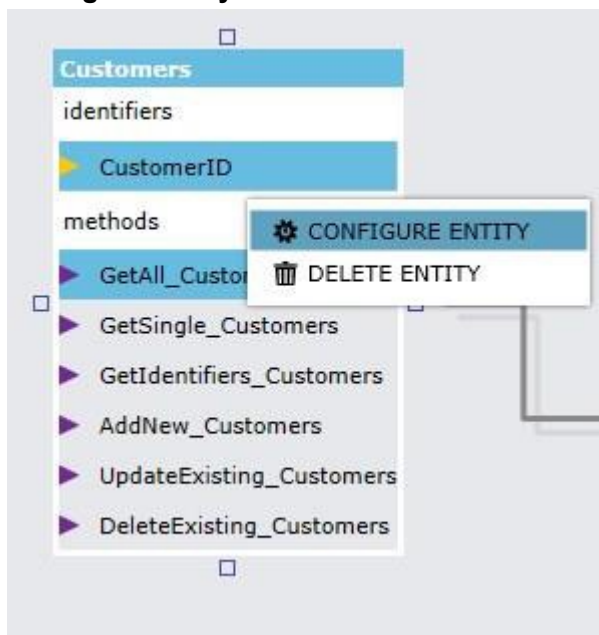 Customers
identifiers
CustomerID
methods
CONFIGURE ENTITY
DELETE ENTITY
GetSingle_Customers
GetIdentifiers_Customers
AddNew_Customers
UpdateExisting_Customers
DeleteExisting_Customers